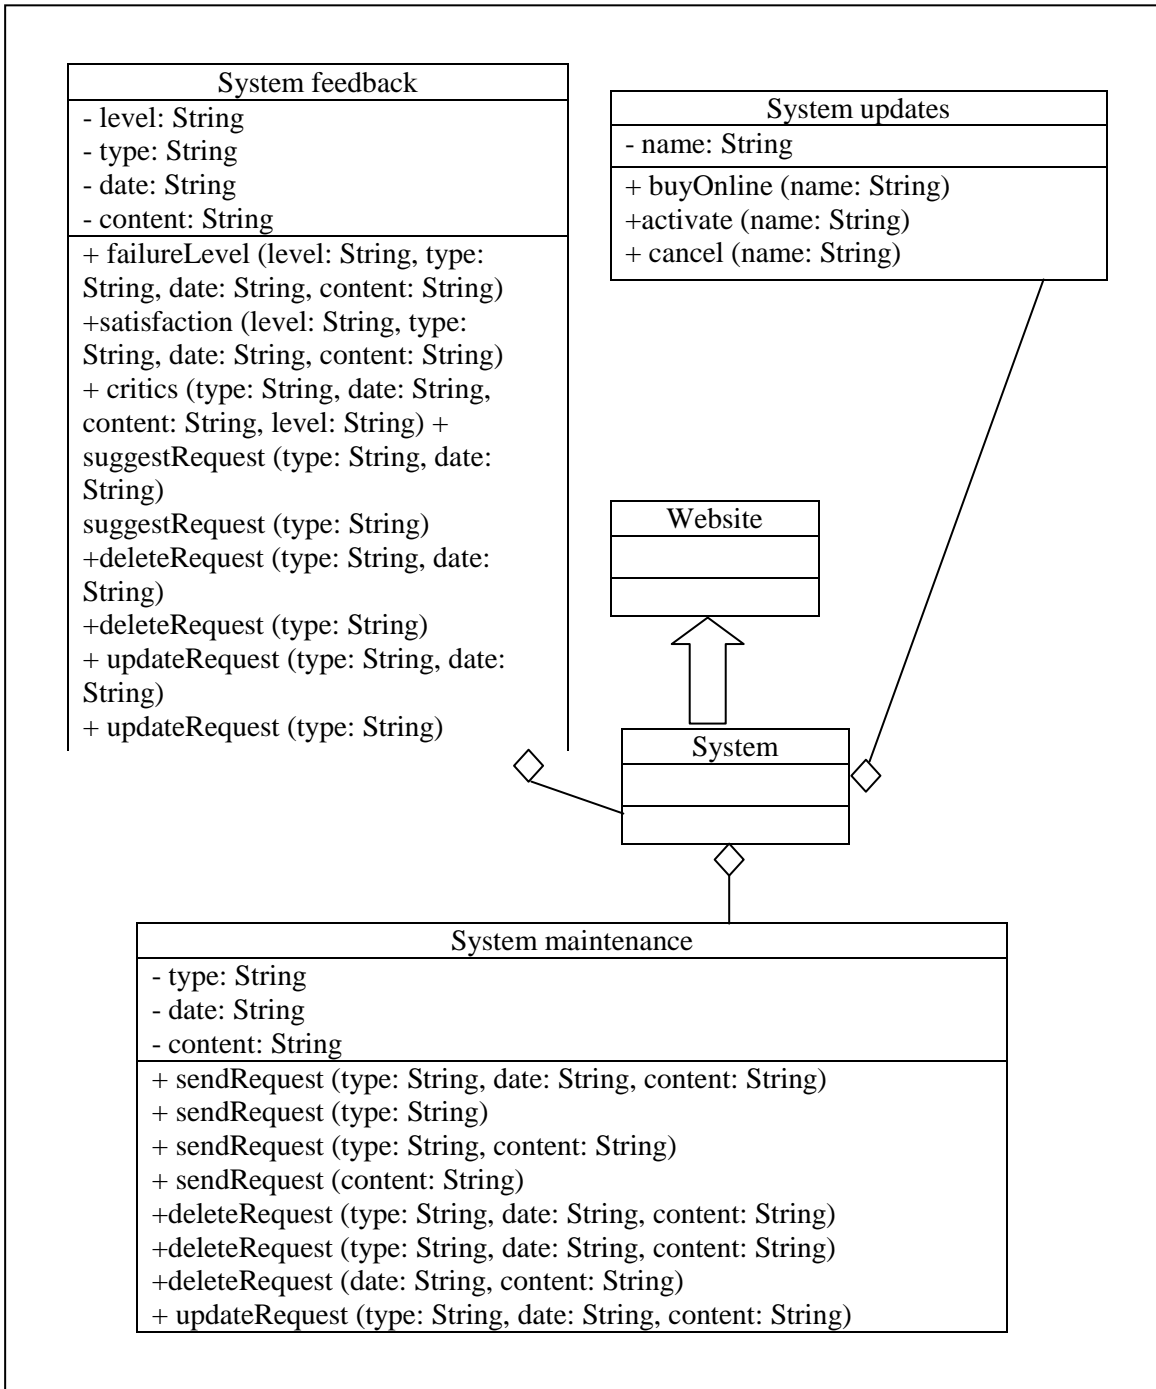 System feedback
- level: String
- type: String
- date: String
- content: String
+ failureLevel (level: String, type:
String, date: String, content: String)
+satisfaction (level: String, type:
String, date: String, content: String)
+ critics (type: String, date: String,
content: String, level: String) +
suggestRequest (type: String, date:
String)
suggestRequest (type: String)
+deleteRequest (type: String, date:
String)
+deleteRequest (type: String)
+ updateRequest (type: String, date:
String)
+ updateRequest (type: String)
System updates
- name: String
+ buyOnline (name: String)
+activate (name: String)
+ cancel (name: String)
Website
System
System maintenance
- type: String
- date: String
- content: String
+ sendRequest (type: String, date: String, content: String)
+ sendRequest (type: String)
+ sendRequest (type: String, content: String)
+ sendRequest (content: String)
+deleteRequest (type: String, date: String, content: String)
+deleteRequest (type: String, date: String, content: String)
+deleteRequest (date: String, content: String)
+ updateRequest (type: String, date: String, content: String)